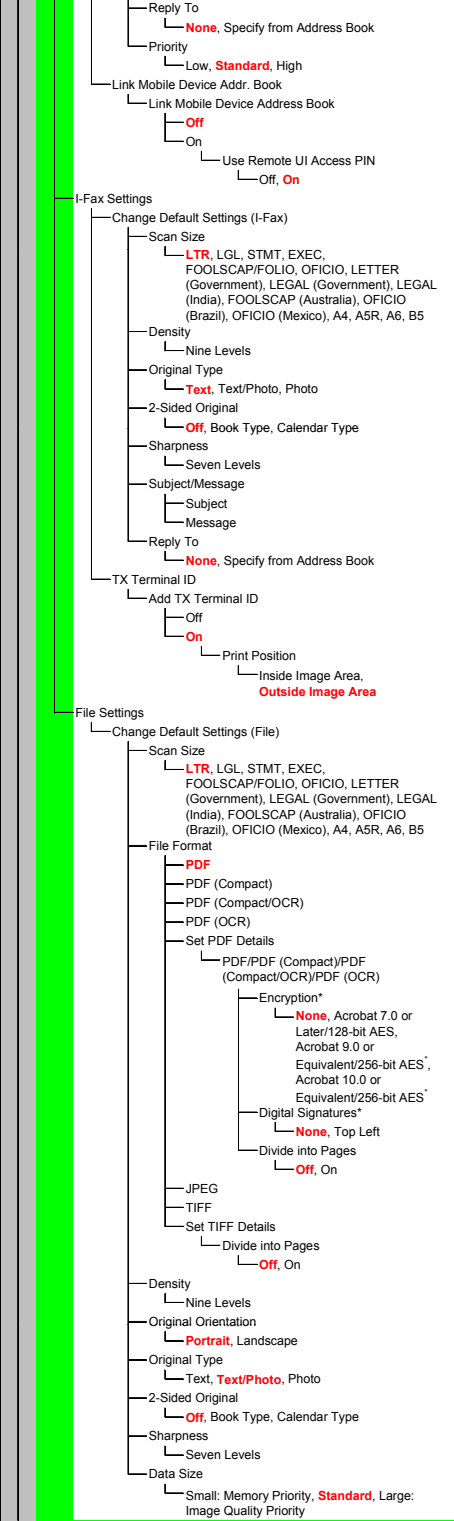 Reply To
None, Specify from Address Book
Priority
Low, Standard, High
Link Mobile Device Addr. Book
Link Mobile Device Address Book
Off
On
Use Remote UI Access PIN
Off, On
I-Fax Settings
Change Default Settings (I-Fax)
Scan Size
LTR, LGL, STMT, EXEC,
FOOLSCAP/FOLIO, OFICIO, LETTER
(Government), LEGAL (Government), LEGAL
(India), FOOLSCAP (Australia), OFICIO
(Brazil), OFICIO (Mexico), A4, A5R, A6, B5
Density
Nine Levels
Original Type
Text, Text/Photo, Photo
2-Sided Original
Off, Book Type, Calendar Type
Sharpness
Seven Levels
Subject/Message
Subject
Message
Reply To
None, Specify from Address Book
TX Terminal ID
Add TX Terminal ID
Off
On
Print Position
Inside Image Area,
Outside Image Area
File Settings
Change Default Settings (File)
Scan Size
LTR, LGL, STMT, EXEC,
FOOLSCAP/FOLIO, OFICIO, LETTER
(Government), LEGAL (Government), LEGAL
(India), FOOLSCAP (Australia), OFICIO
(Brazil), OFICIO (Mexico), A4, A5R, A6, B5
File Format
PDF
PDF (Compact)
PDF (Compact/OCR)
PDF (OCR)
Set PDF Details
PDF/PDF (Compact)/PDF
(Compact/OCR)/PDF (OCR)
Encryption*
None, Acrobat 7.0 or
Later/128-bit AES,
Acrobat 9.0 or
Equivalent/256-bit AES*,
Acrobat 10.0 or
Equivalent/256-bit AES*
Digital Signatures*
None, Top Left
Divide into Pages
Off, On
JPEG
TIFF
Set TIFF Details
Divide into Pages
Off, On
Density
Nine Levels
Original Orientation
Portrait, Landscape
Original Type
Text, Text/Photo, Photo
2-Sided Original
Off, Book Type, Calendar Type
Sharpness
Seven Levels
Data Size
Small: Memory Priority, Standard, Large:
Image Quality Priority